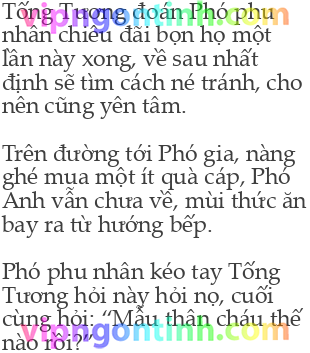 Tống Tương đoán Phó phu
nhân chiêu đãi bọn họ một
lần này xong, về sau nhất
định sẽ tìm cách né tránh, cho
nên cũng yên tâm.
Trên đường tới Phó gia, nàng
ghé mua một ít quà cáp, Phó
Anh vẫn chưa về, mùi thức ăn
bay ra từ hướng bếp.
Phó phu nhân kéo tay Tống
Tương hỏi này hỏi nọ, cuối
cùng hỏi: “Mẫu thân cháu thế
nào rồi?”
vipngontinh.com
vipngontinh.com
vipngontinh.com